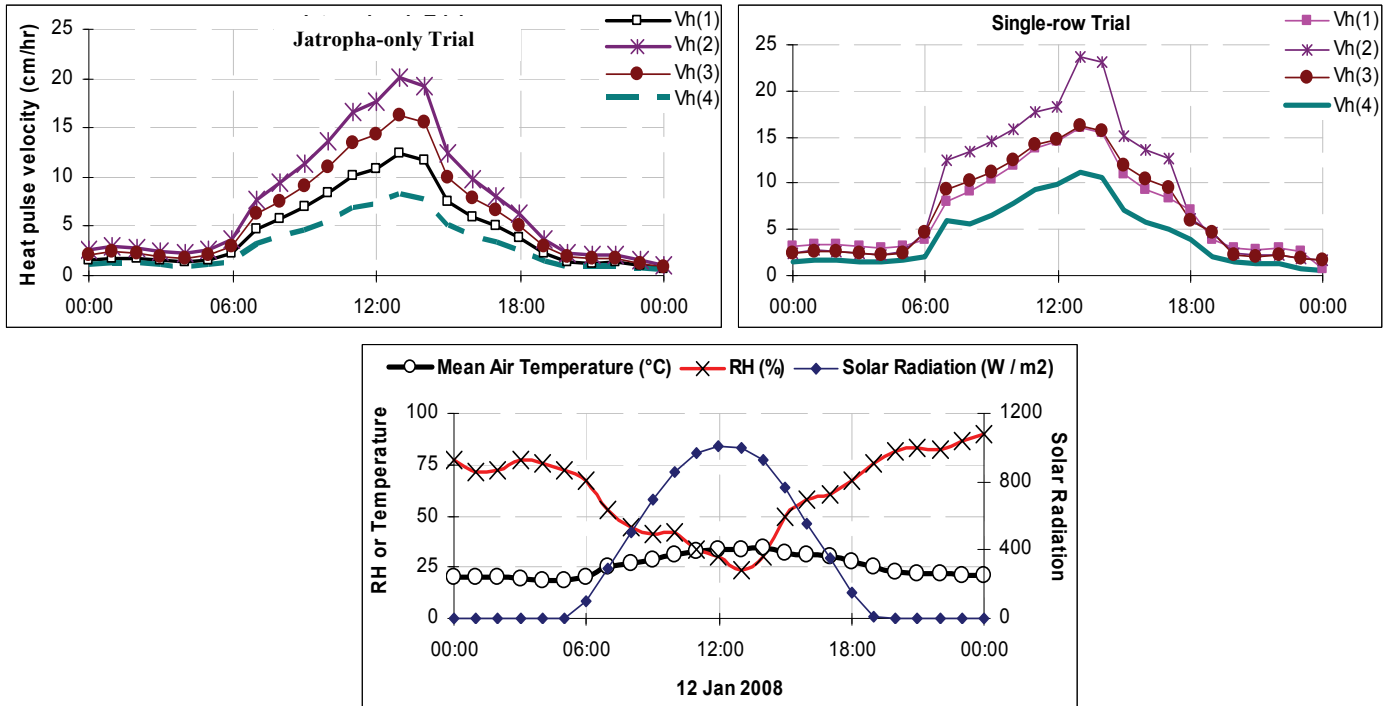 Jatropha-only Trial
Heat pulse velocity (cm/hr)
25
20
15
10
5
0
00:00 06:00 12:00 18:00 00:00
Vh(1)
Vh(2)
Vh(3)
Vh(4)
Single-row Trial
25
20
15
10
5
0
00:00 06:00 12:00 18:00 00:00
Vh(1)
Vh(2)
Vh(3)
Vh(4)
Mean Air Temperature (°C) RH (%) Solar Radiation (W / m2)
RH or Temperature
100
75
50
25
0
1200
800
400
0
Solar Radiation
00:00 06:00 12:00 18:00 00:00
12 Jan 2008